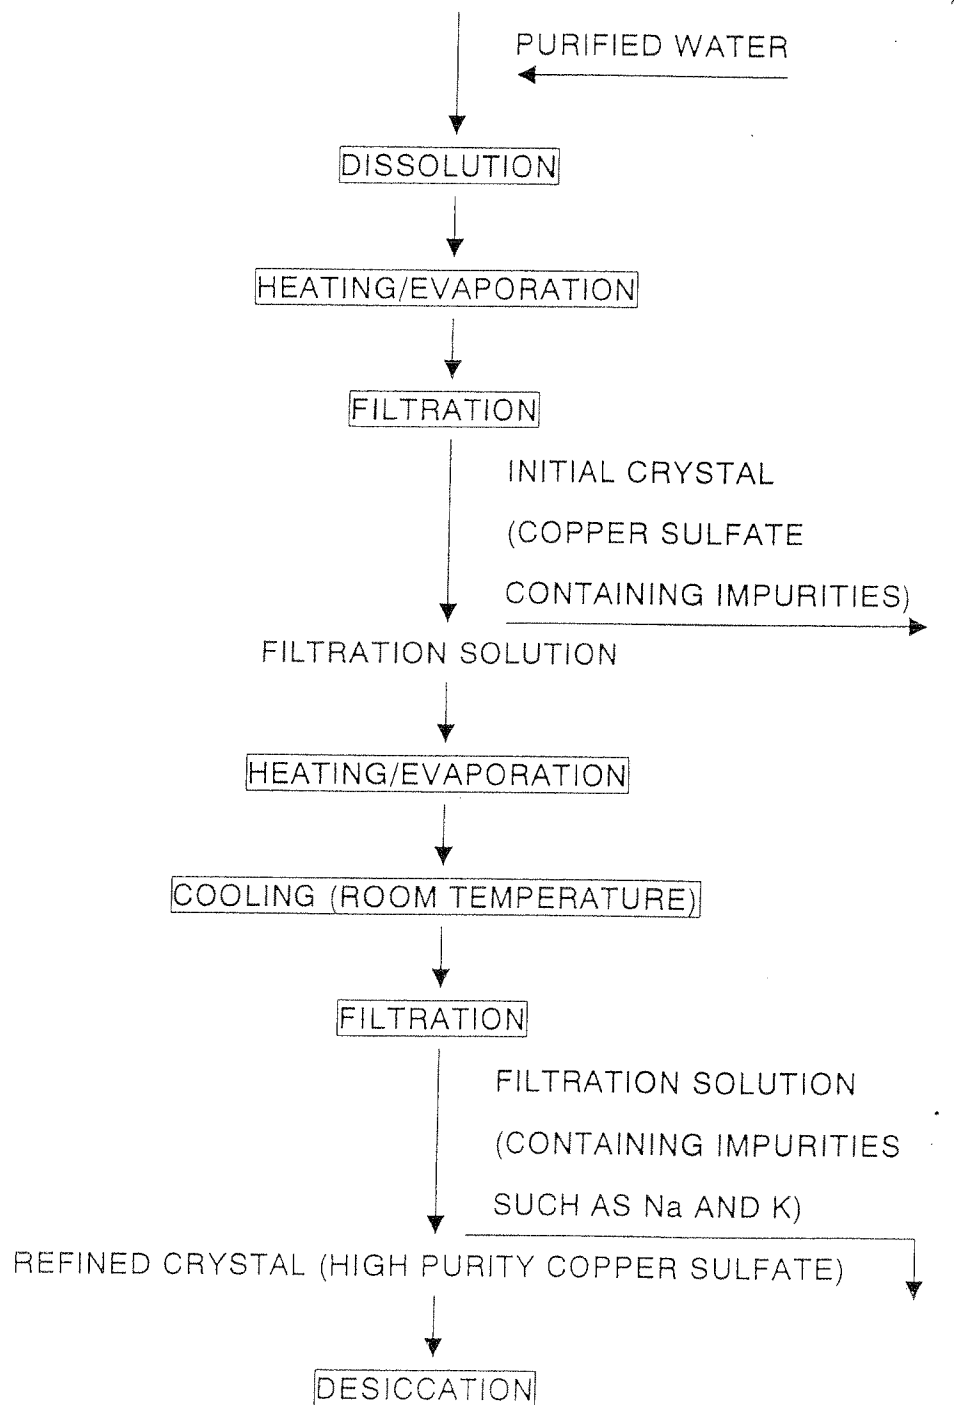 PURIFIED WATER
DISSOLUTION
HEATING/EVAPORATION
FILTRATION
INITIAL CRYSTAL
(COPPER SULFATE
CONTAINING IMPURITIES)
FILTRATION SOLUTION
HEATING/EVAPORATION
COOLING (ROOM TEMPERATURE)
FILTRATION
FILTRATION SOLUTION
(CONTAINING IMPURITIES
SUCH AS Na AND K)
REFINED CRYSTAL (HIGH PURITY COPPER SULFATE)
DESICCATION